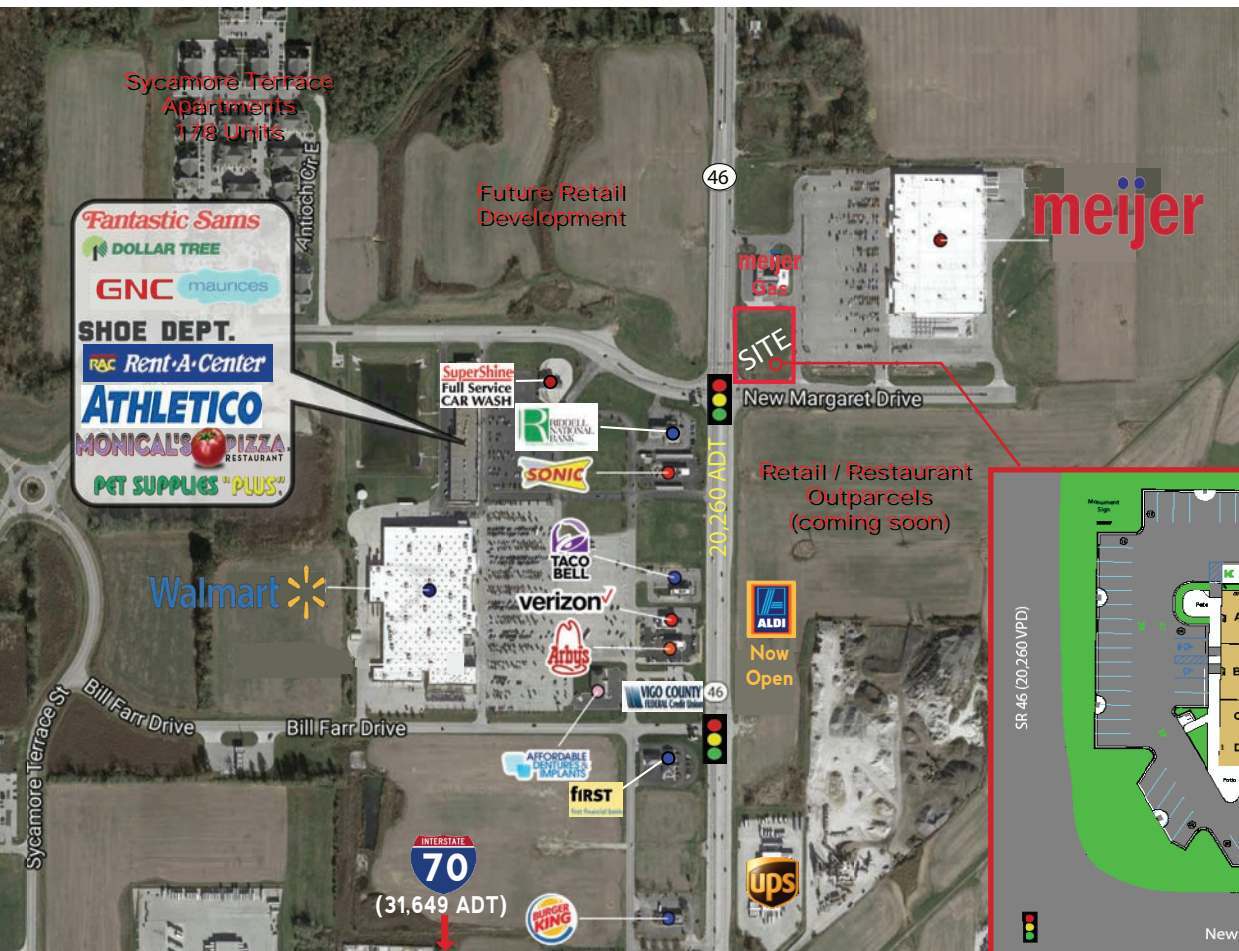 Sycamore Terrace
Apartments
178 Units
Antioch Cir E
46
Future Retail
Development
meijer
meijer
Gas
SITE
New Margaret Drive
Fantastic Sams
DOLLAR TREE
GNC
maurices
SHOE DEPT.
RAC Rent-A-Center
ATHLETICO
MONICAL'S PIZZA
RESTAURANT
PET SUPPLIES "PLUS".
SuperShine
Full Service
CAR WASH
RIDDELL
NATIONAL
BANK
SONIC
20,260 ADT
Retail / Restaurant
Outparcels
(coming soon)
TACO
BELL
verizon
Arby's
Walmart
ALDI
Now
Open
VIGO COUNTY
FEDERAL Credit Union
46
Sycamore Terrace St
Bill Farr Drive
Bill Farr Drive
AFFORDABLE
DENTURES &
IMPLANTS
fiRST
first financial bank
INTERSTATE
70
(31,649 ADT)
BURGER
KING
ups
Monument
Sign
SR 46 (20,260 VPD)
A
B
C
D
Patio
New